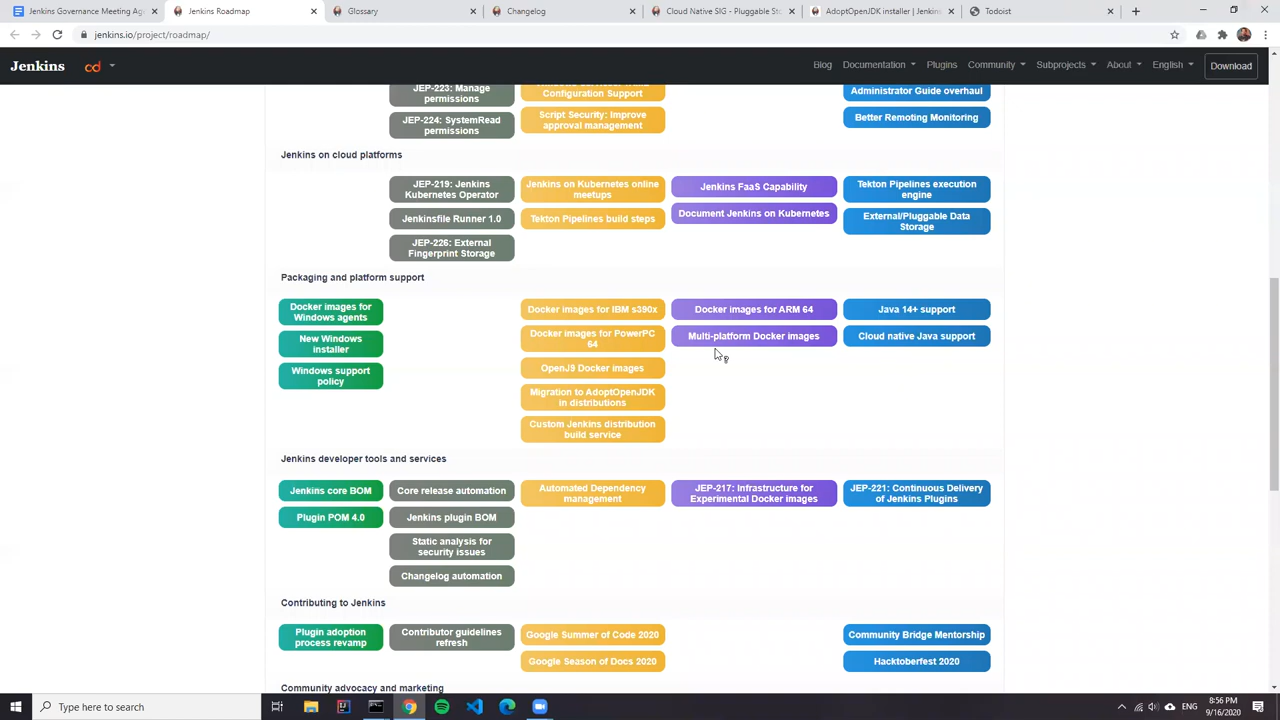 Jenkins Governance Meeting Age
Jenkins Roadmap
Glossary
Changelog
Cloud Native SIG - Pluggable Sto
AdoptOpenJDK installer | Jenkins
Todoist
jenkins.io/project/roadmap/
Jenkins
cd
Blog
Documentation
Plugins
Community
Subprojects
About
English
Download
JEP-223: Manage
permissions
Configuration Support
Administrator Guide overhaul
JEP-224: SystemRead
permissions
Script Security: Improve
approval management
Better Remoting Monitoring
Jenkins on cloud platforms
JEP-219: Jenkins
Kubernetes Operator
Jenkins on Kubernetes online
meetups
Jenkins FaaS Capability
Tekton Pipelines execution
engine
Jenkinsfile Runner 1.0
Tekton Pipelines build steps
Document Jenkins on Kubernetes
External/Pluggable Data
Storage
JEP-226: External
Fingerprint Storage
Packaging and platform support
Docker images for
Windows agents
Docker images for IBM s390x
Docker images for ARM 64
Java 14+ support
New Windows
installer
Docker images for PowerPC
64
Multi-platform Docker images
Cloud native Java support
Windows support
policy
OpenJ9 Docker images
Migration to AdoptOpenJDK
in distributions
Custom Jenkins distribution
build service
Jenkins developer tools and services
Jenkins core BOM
Core release automation
Automated Dependency
management
JEP-217: Infrastructure for
Experimental Docker images
JEP-221: Continuous Delivery
of Jenkins Plugins
Plugin POM 4.0
Jenkins plugin BOM
Static analysis for
security issues
Changelog automation
Contributing to Jenkins
Plugin adoption
process revamp
Contributor guidelines
refresh
Google Summer of Code 2020
Community Bridge Mentorship
Google Season of Docs 2020
Hacktoberfest 2020
Community advocacy and marketing
Type here to search
ENG
8:56 PM
9/16/2020